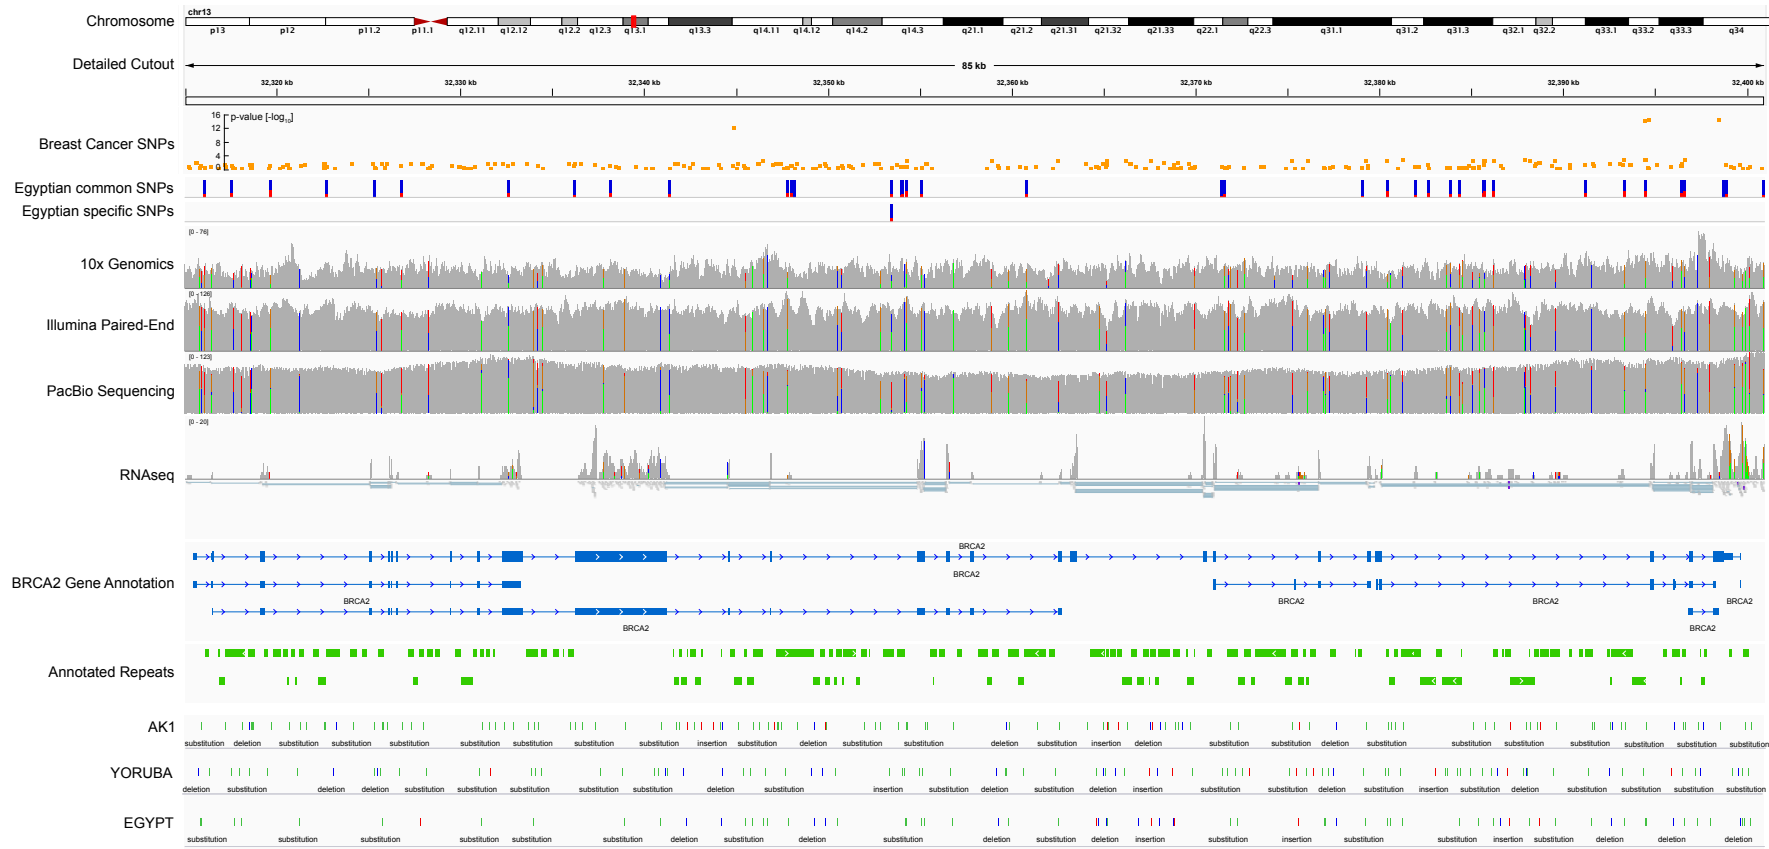 chr13
Chromosome
p13 p12 p11.2 p11.1 q12.11 q12.12 q12.2 q12.3 q13.1 q13.3 q14.11 q14.12 q14.2 q14.3 q21.1 q21.2 q21.31 q21.32 q21.33 q22.1 q22.3 q31.1 q31.2 q31.3 q32.1 q32.2 q33.1 q33.2 q33.3 q34
Detailed Cutout
85 kb
32,320 kb 32,330 kb 32,340 kb 32,350 kb 32,360 kb 32,370 kb 32,380 kb 32,390 kb 32,400 kb
16 p-value [-log10]
12
Breast Cancer SNPs
8
4
0
Egyptian common SNPs
Egyptian specific SNPs
[0 - 76]
10x Genomics
[0 - 126]
Illumina Paired-End
[0 - 123]
PacBio Sequencing
[0 - 20]
RNAseq
BRCA2
BRCA2
BRCA2 Gene Annotation
BRCA2 BRCA2 BRCA2 BRCA2
BRCA2 BRCA2
Annotated Repeats
AK1
substitution deletion substitution substitution substitution substitution substitution substitution substitution insertion substitution deletion substitution substitution deletion substitution insertion deletion substitution substitution deletion substitution substitution substitution substitution substitution substitution substitution
YORUBA
deletion substitution deletion deletion substitution substitution substitution substitution substitution deletion substitution insertion substitution deletion substitution deletion insertion substitution substitution substitution insertion substitution deletion substitution substitution substitution substitution
EGYPT
substitution substitution substitution substitution substitution substitution deletion substitution deletion substitution deletion substitution deletion insertion substitution insertion substitution substitution insertion substitution deletion deletion deletion